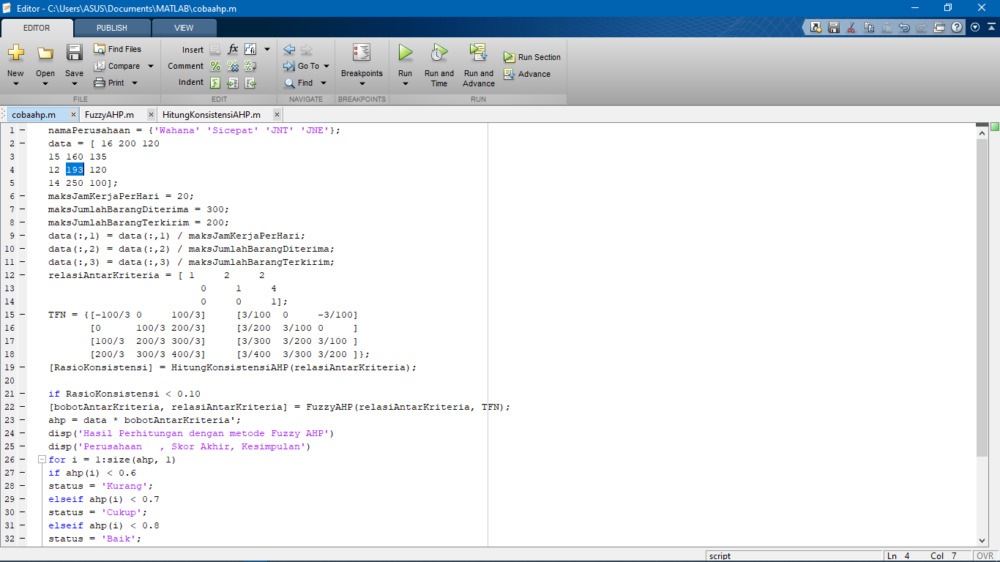 Editor - C:\Users\ASUS\Documents\MATLAB\cobaahp.m
EDITOR PUBLISH VIEW
New Open Save Find Files Compare Print
Insert fx
Comment
Indent
Go To Find
Breakpoints
Run Run and Time Run and Advance Run Section Advance
FILE EDIT NAVIGATE BREAKPOINTS RUN
cobaahp.m × FuzzyAHP.m × HitungKonsistensiAHP.m ×
1 – namaPerusahaan = {'Wahana' 'Sicepat' 'JNT' 'JNE'};
2 – data = [ 16 200 120
3 15 160 135
4 12 193 120
5 14 250 100];
6 – maksJamKerjaPerHari = 20;
7 – maksJumlahBarangDiterima = 300;
8 – maksJumlahBarangTerkirim = 200;
9 – data(:,1) = data(:,1) / maksJamKerjaPerHari;
10 – data(:,2) = data(:,2) / maksJumlahBarangDiterima;
11 – data(:,3) = data(:,3) / maksJumlahBarangTerkirim;
12 – relasiAntarKriteria = [ 1 2 2
13 0 1 4
14 0 0 1];
15 – TFN = {[-100/3 0 100/3] [3/100 0 -3/100]
16 [0 100/3 200/3] [3/200 3/100 0 ]
17 [100/3 200/3 300/3] [3/300 3/200 3/100 ]
18 [200/3 300/3 400/3] [3/400 3/300 3/200 ]};
19 – [RasioKonsistensi] = HitungKonsistensiAHP(relasiAntarKriteria);
20
21 – if RasioKonsistensi < 0.10
22 – [bobotAntarKriteria, relasiAntarKriteria] = FuzzyAHP(relasiAntarKriteria, TFN);
23 – ahp = data * bobotAntarKriteria';
24 – disp('Hasil Perhitungan dengan metode Fuzzy AHP')
25 – disp('Perusahaan , Skor Akhir, Kesimpulan')
26 – for i = 1:size(ahp, 1)
27 – if ahp(i) < 0.6
28 – status = 'Kurang';
29 – elseif ahp(i) < 0.7
30 – status = 'Cukup';
31 – elseif ahp(i) < 0.8
32 – status = 'Baik';
script Ln 4 Col 7 OVR